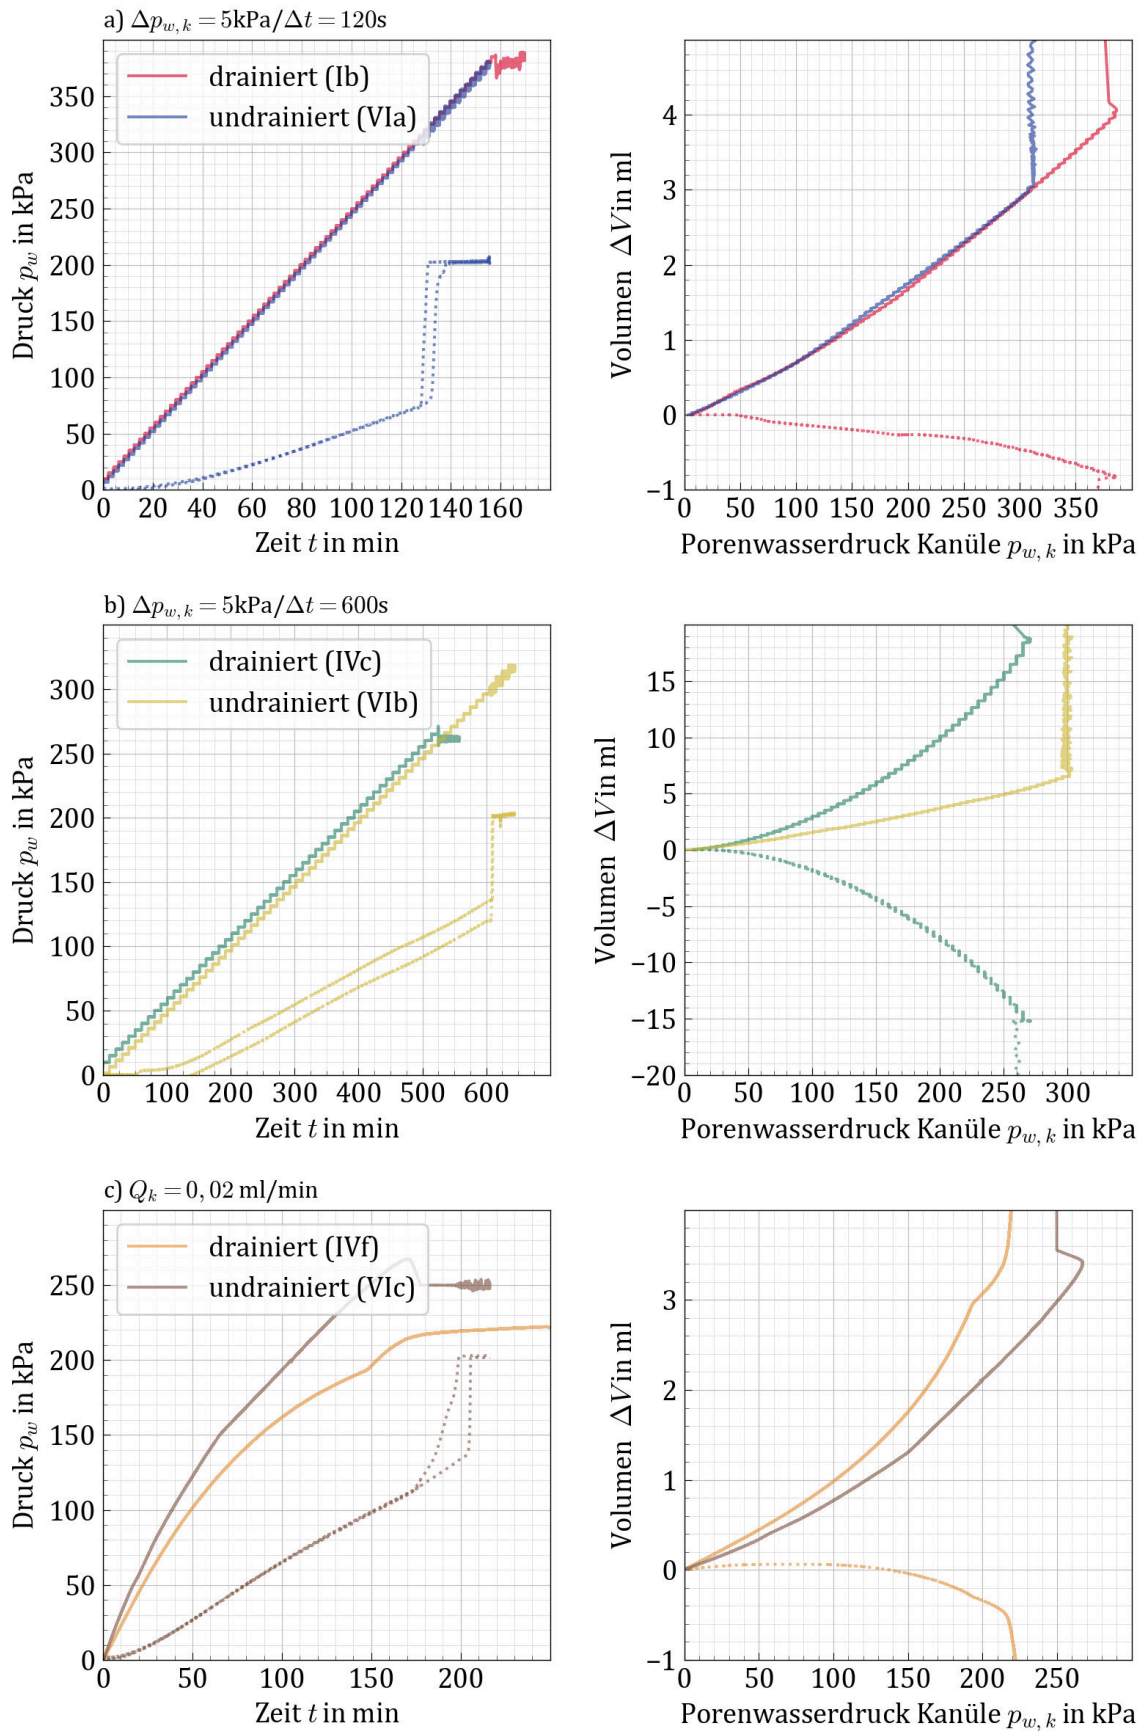 a) Δp_{w,k} = 5kPa/Δt = 120s
drainiert (Ib)
undrainiert (VIa)
Druck p_w in kPa
350
300
250
200
150
100
50
0
0 20 40 60 80 100 120 140 160
Zeit t in min
Volumen ΔV in ml
4
3
2
1
0
−1
0 50 100 150 200 250 300 350
Porenwasserdruck Kanüle p_{w,k} in kPa
b) Δp_{w,k} = 5kPa/Δt = 600s
drainiert (IVc)
undrainiert (VIb)
Druck p_w in kPa
300
250
200
150
100
50
0
0 100 200 300 400 500 600
Zeit t in min
Volumen ΔV in ml
15
10
5
0
−5
−10
−15
−20
0 50 100 150 200 250 300
Porenwasserdruck Kanüle p_{w,k} in kPa
c) Q_k = 0, 02 ml/min
drainiert (IVf)
undrainiert (VIc)
Druck p_w in kPa
250
200
150
100
50
0
0 50 100 150 200
Zeit t in min
Volumen ΔV in ml
3
2
1
0
−1
0 50 100 150 200 250 300
Porenwasserdruck Kanüle p_{w,k} in kPa